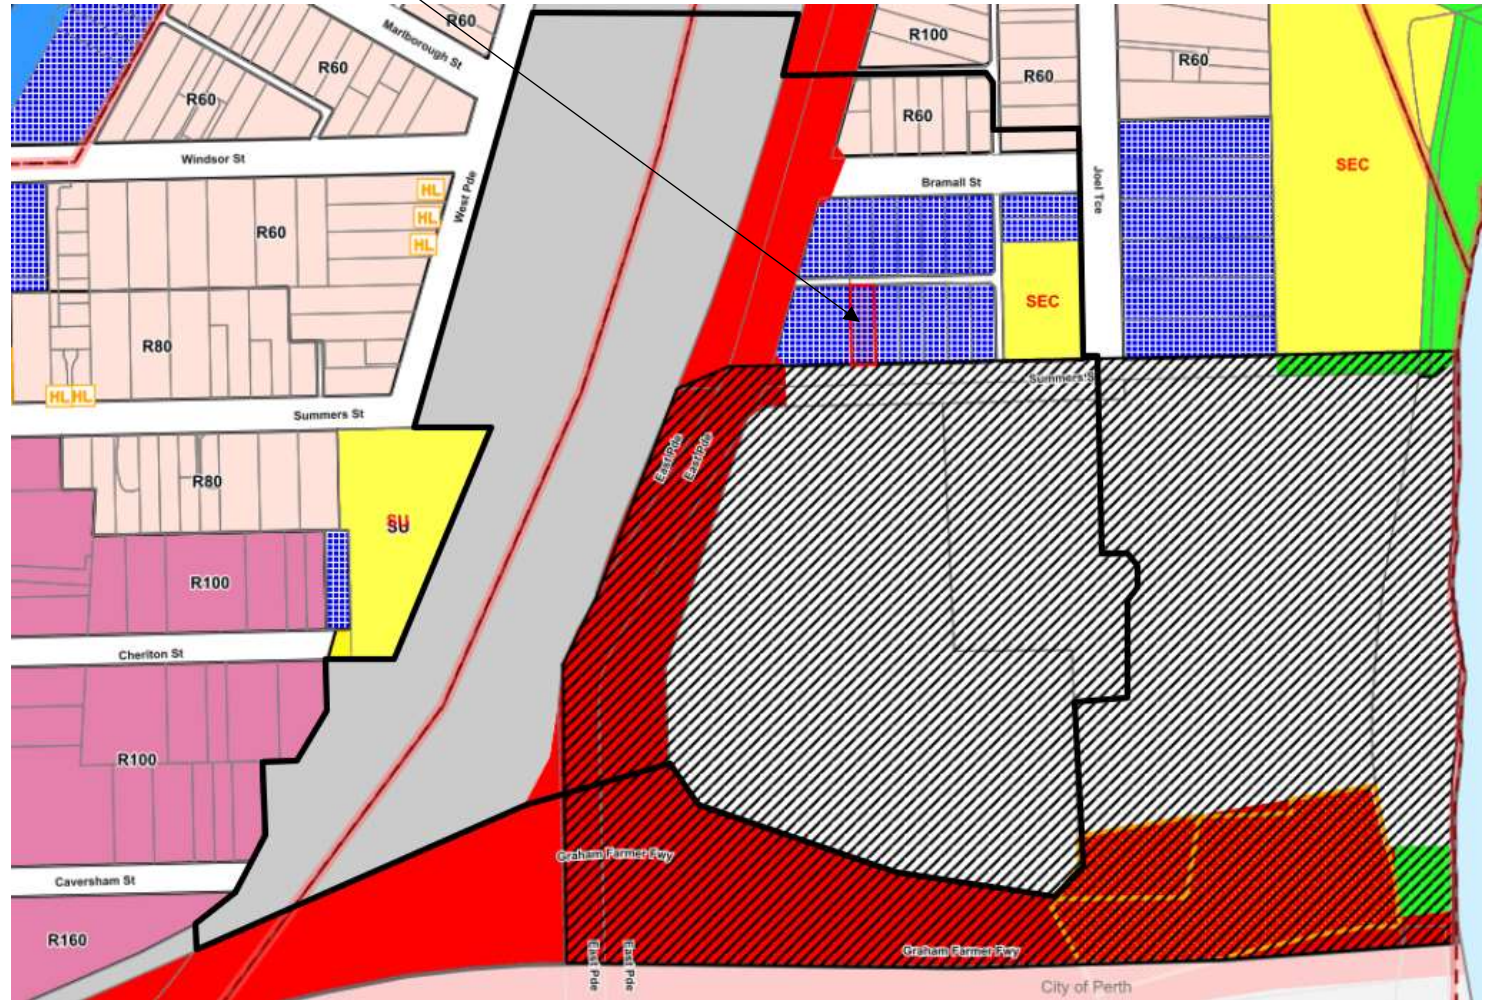 R60
Marlborough St
R60
R60
R100
R60
R60
R60
Windsor St
West Pde
HL
HL
HL
R60
Bramall St
Joel Tce
SEC
SEC
R80
HL
HL
Summers St
Summers S
East Pde
East Pde
R80
SU
SU
R100
Cheriton St
R100
Graham Farmer Fwy
Caversham St
R160
East Pde
East Pde
Graham Farmer Fwy
City of Perth